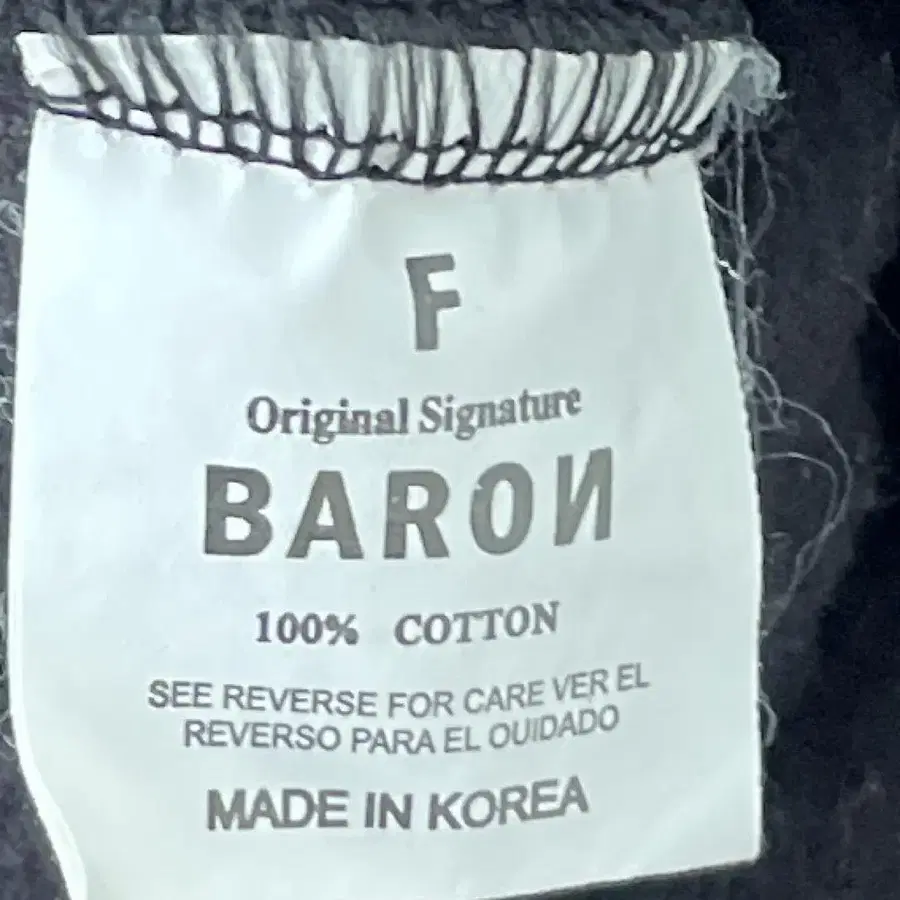 F
Original Signature
BAROИ
100% COTTON
SEE REVERSE FOR CARE VER EL
REVERSO PARA EL OUIDADO
MADE IN KOREA